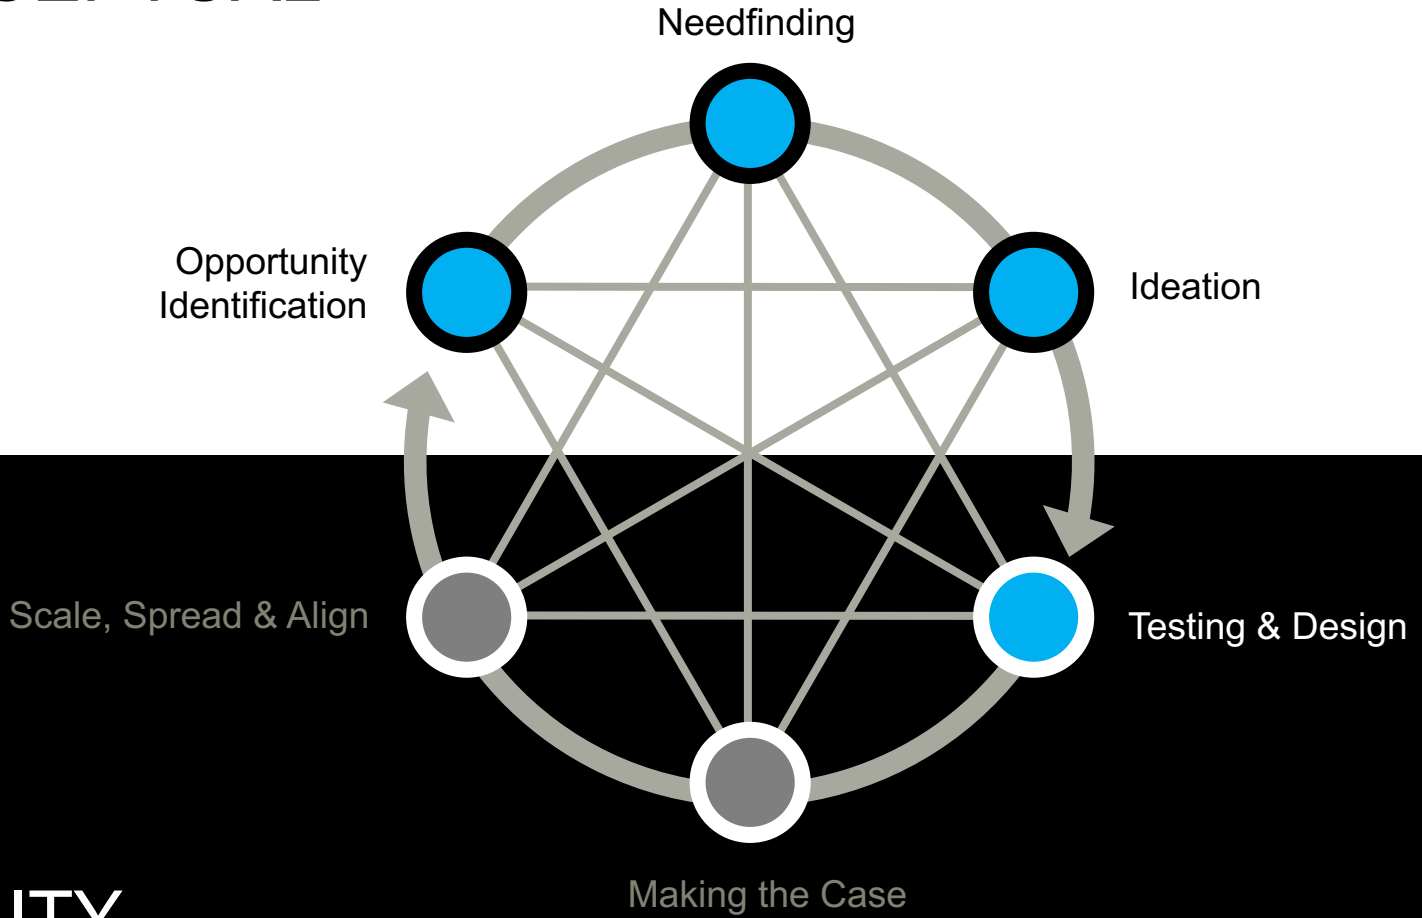 Needfinding
Opportunity
Identification
Ideation
Scale, Spread & Align
Testing & Design
Making the Case